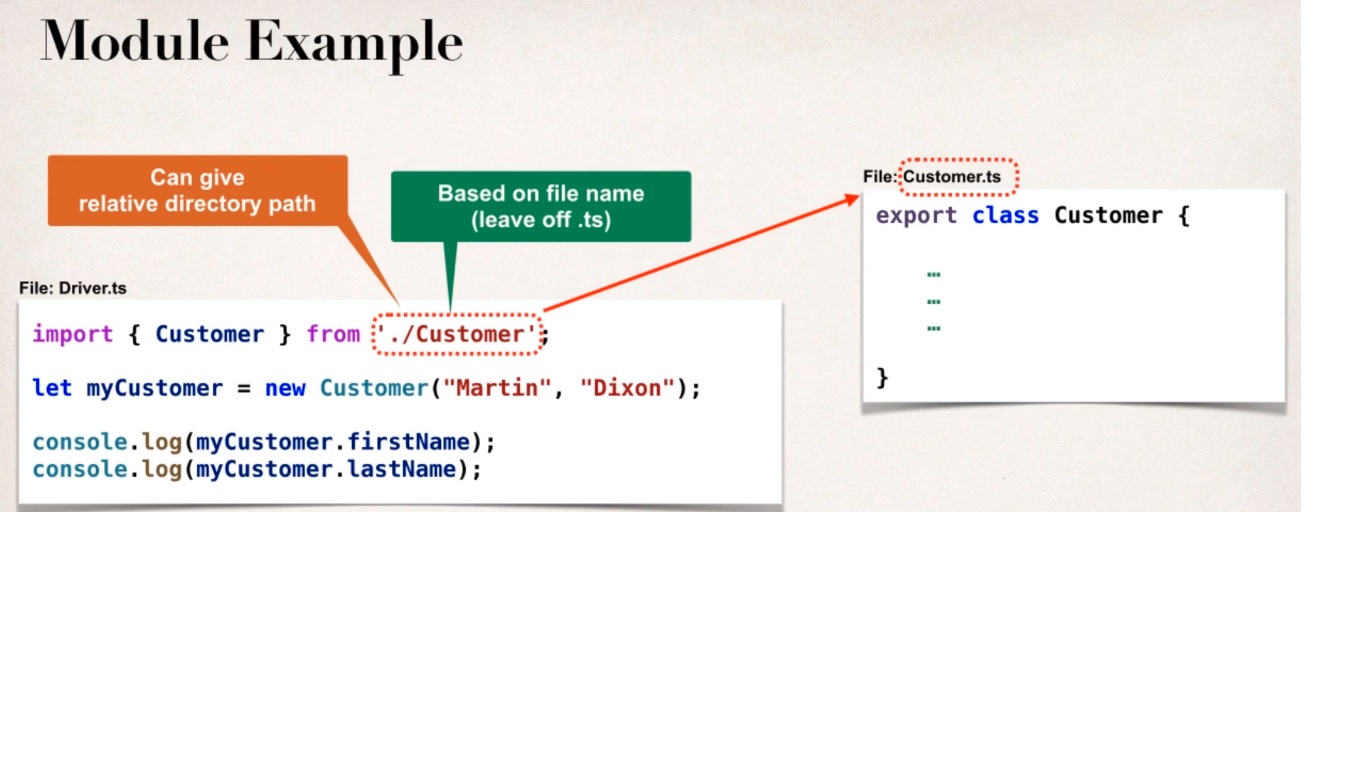 Module Example
Can give
relative directory path
Based on file name
(leave off .ts)
File: Driver.ts
import { Customer } from './Customer';
let myCustomer = new Customer("Martin", "Dixon");
console.log(myCustomer.firstName);
console.log(myCustomer.lastName);
File: Customer.ts
export class Customer {
…
…
…
}